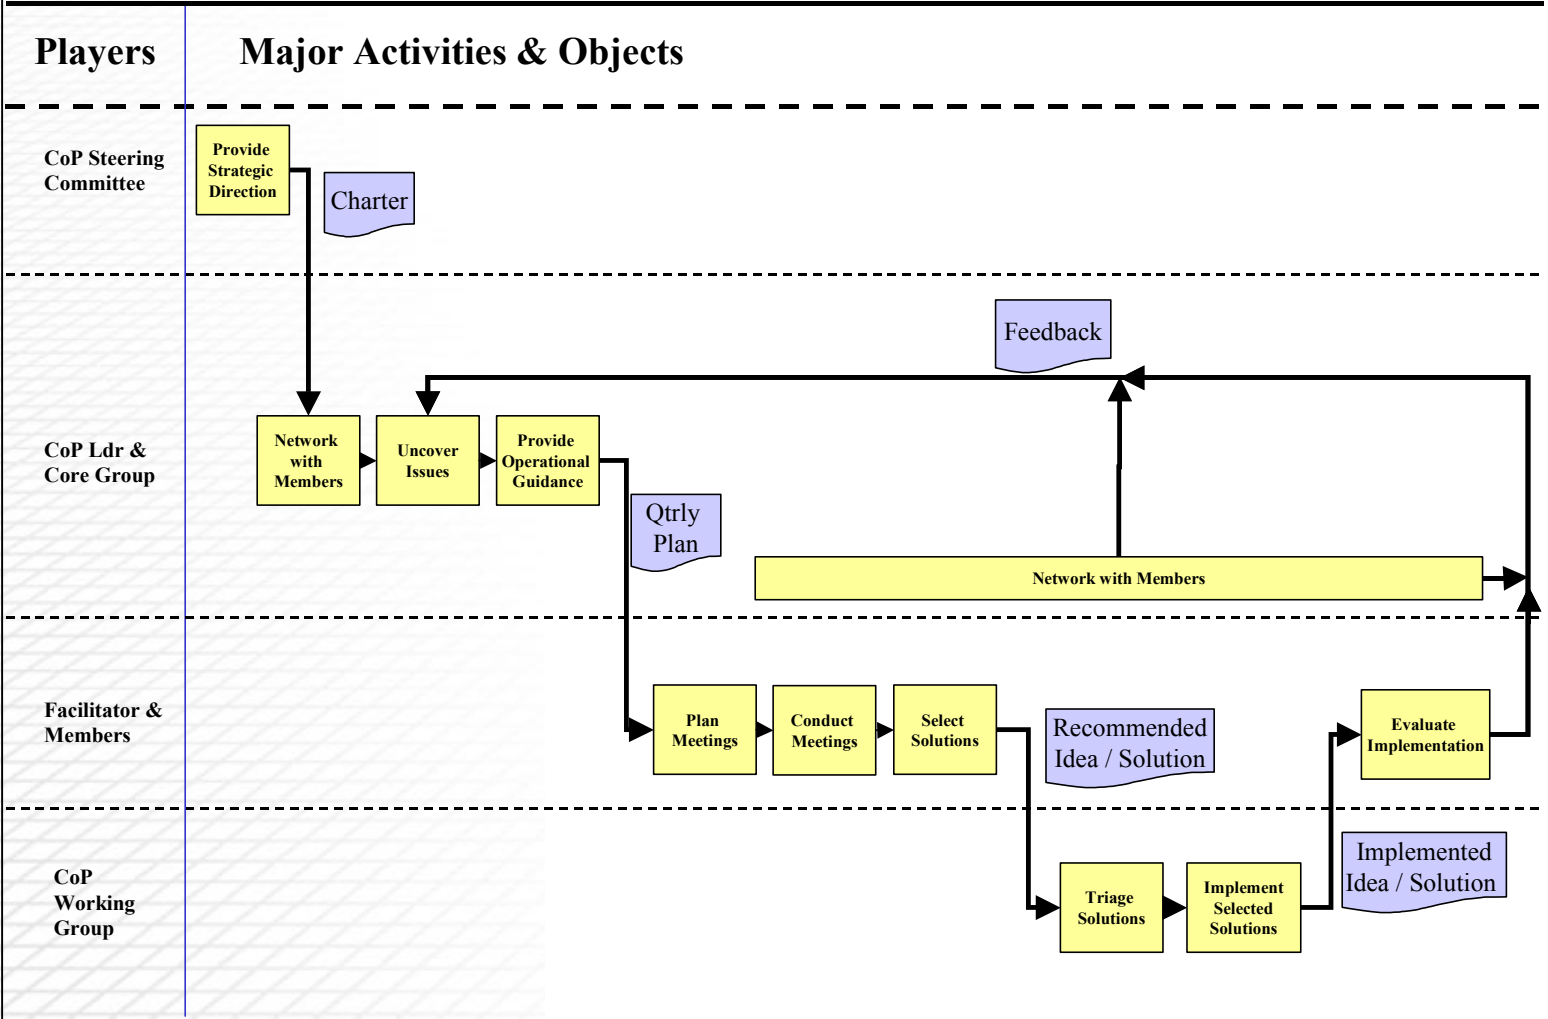 Players
Major Activities & Objects
CoP Steering
Committee
Provide
Strategic
Direction
Charter
Feedback
CoP Ldr &
Core Group
Network
with
Members
Uncover
Issues
Provide
Operational
Guidance
Qtrly
Plan
Network with Members
Facilitator &
Members
Plan
Meetings
Conduct
Meetings
Select
Solutions
Recommended
Idea / Solution
Evaluate
Implementation
CoP
Working
Group
Triage
Solutions
Implement
Selected
Solutions
Implemented
Idea / Solution